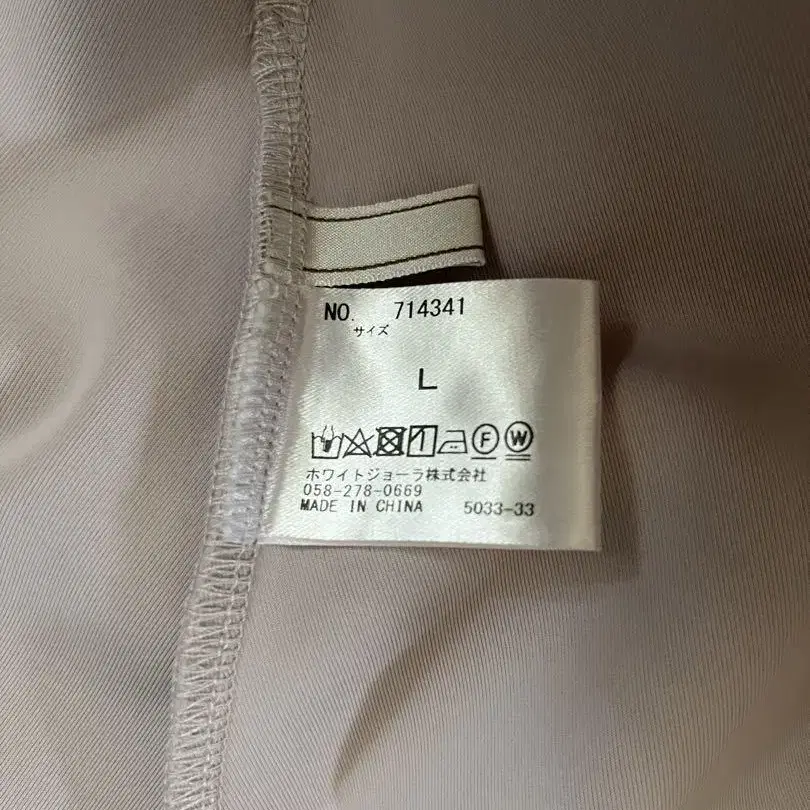 NO. 714341
サイズ
L
F W
ホワイトジョーラ株式会社
058-278-0669
MADE IN CHINA 5033-33